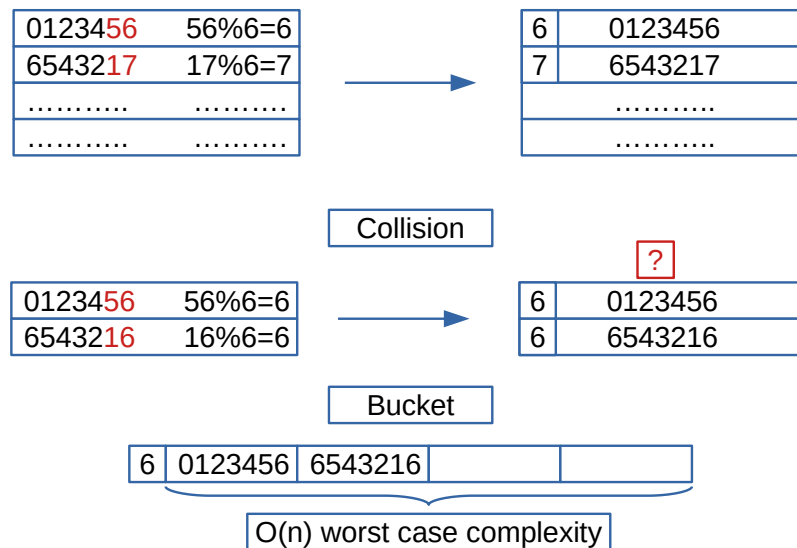 0123456 56%6=6 6 0123456
6543217 17%6=7 7 6543217
……….. ………. ………..
……….. ………. ………..
Collision
?
0123456 56%6=6 6 0123456
6543216 16%6=6 6 6543216
Bucket
6 0123456 6543216
O(n) worst case complexity